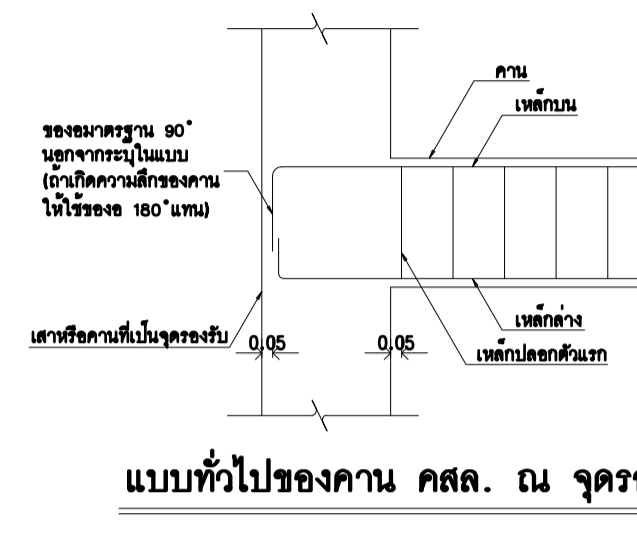 คาน
เหล็กบน
ของอมาตรฐาน 90°
นอกจากระบุในแบบ
(ถ้าเกิดความลึกของคาน
ให้ใช้ของอ 180°แทน)
เสาหรือคานที่เป็นจุดรองรับ
0.05
0.05
เหล็กล่าง
เหล็กปลอกตัวแรก
แบบทั่วไปของคาน คสล. ณ